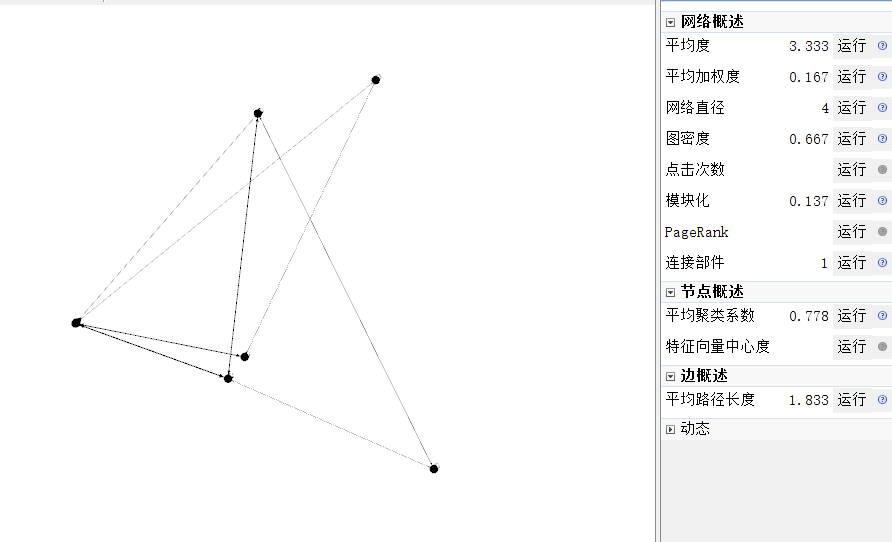 网络概述
平均度 3.333 运行
平均加权度 0.167 运行
网络直径 4 运行
图密度 0.667 运行
点击次数 运行
模块化 0.137 运行
PageRank 运行
连接部件 1 运行
节点概述
平均聚类系数 0.778 运行
特征向量中心度 运行
边概述
平均路径长度 1.833 运行
动态